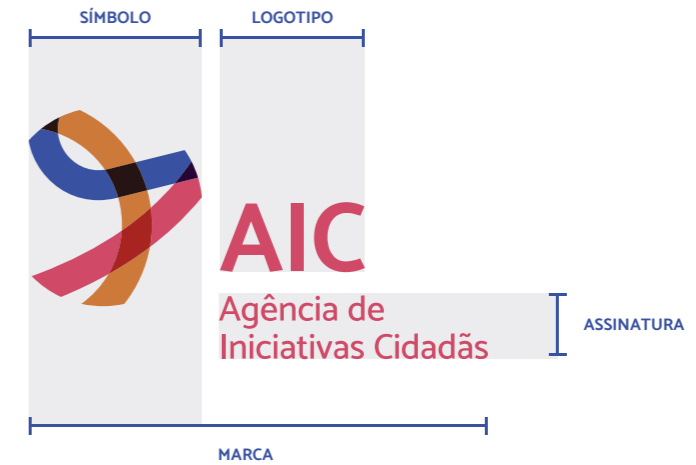 SÍMBOLO
LOGOTIPO
AIC
Agência de
Iniciativas Cidadãs
ASSINATURA
MARCA